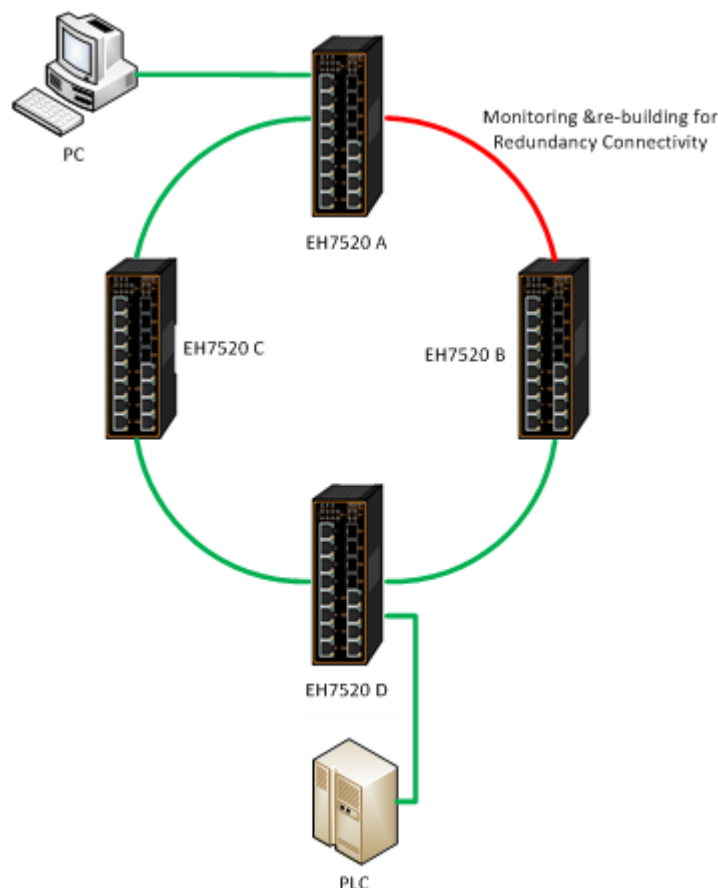 PC
EH7520 A
Monitoring &re-building for
Redundancy Connectivity
EH7520 C
EH7520 B
EH7520 D
PLC